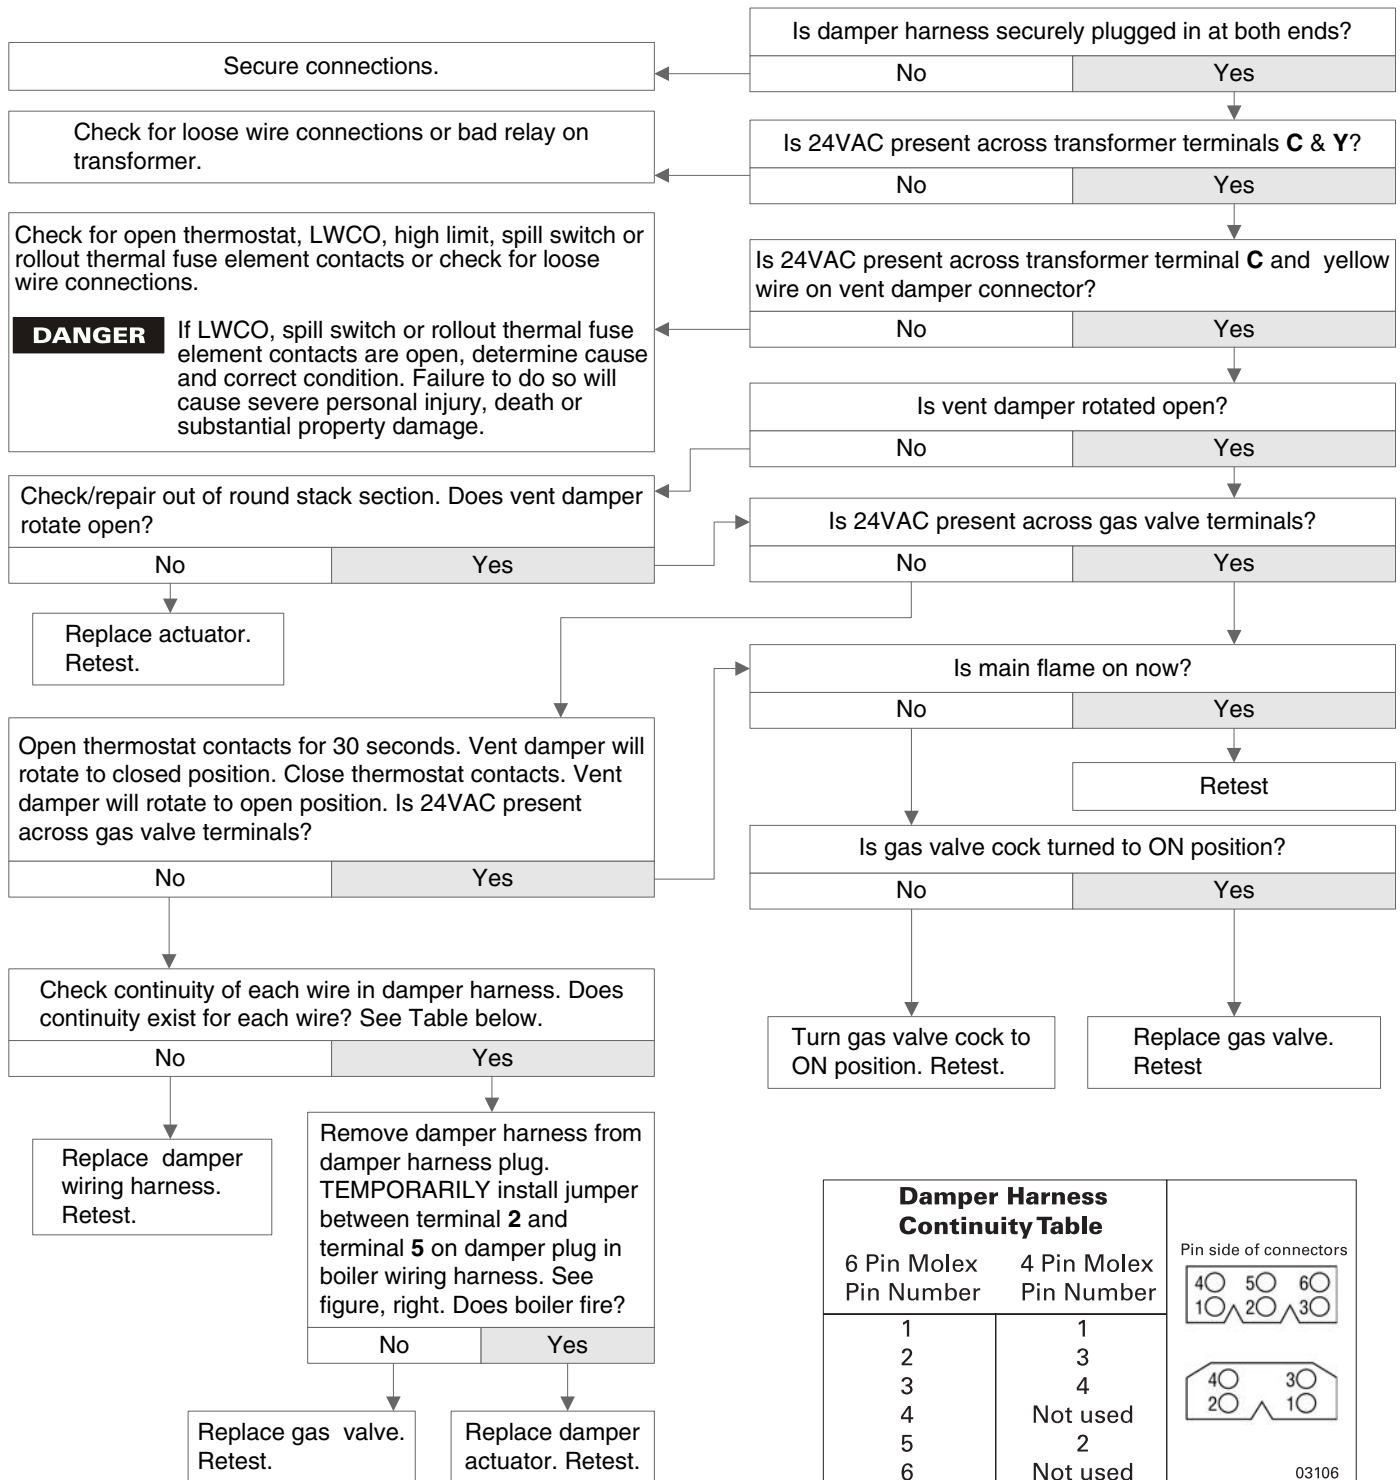 Is damper harness securely plugged in at both ends?
No
Yes
Secure connections.
Is 24VAC present across transformer terminals C & Y?
No
Yes
Check for loose wire connections or bad relay on
transformer.
Is 24VAC present across transformer terminal C and yellow
wire on vent damper connector?
No
Yes
Check for open thermostat, LWCO, high limit, spill switch or
rollout thermal fuse element contacts or check for loose
wire connections.
DANGER
If LWCO, spill switch or rollout thermal fuse
element contacts are open, determine cause
and correct condition. Failure to do so will
cause severe personal injury, death or
substantial property damage.
Is vent damper rotated open?
No
Yes
Check/repair out of round stack section. Does vent damper
rotate open?
No
Yes
Replace actuator.
Retest.
Is 24VAC present across gas valve terminals?
No
Yes
Is main flame on now?
No
Yes
Retest
Open thermostat contacts for 30 seconds. Vent damper will
rotate to closed position. Close thermostat contacts. Vent
damper will rotate to open position. Is 24VAC present
across gas valve terminals?
No
Yes
Is gas valve cock turned to ON position?
No
Yes
Turn gas valve cock to
ON position. Retest.
Replace gas valve.
Retest
Check continuity of each wire in damper harness. Does
continuity exist for each wire? See Table below.
No
Yes
Replace damper
wiring harness.
Retest.
Remove damper harness from
damper harness plug.
TEMPORARILY install jumper
between terminal 2 and
terminal 5 on damper plug in
boiler wiring harness. See
figure, right. Does boiler fire?
No
Yes
Replace gas valve.
Retest.
Replace damper
actuator. Retest.
Damper Harness
Continuity Table
6 Pin Molex 4 Pin Molex
Pin Number Pin Number
1 1
2 3
3 4
4 Not used
5 2
6 Not used
Pin side of connectors
4 5 6
1 2 3
4 3
2 1
03106